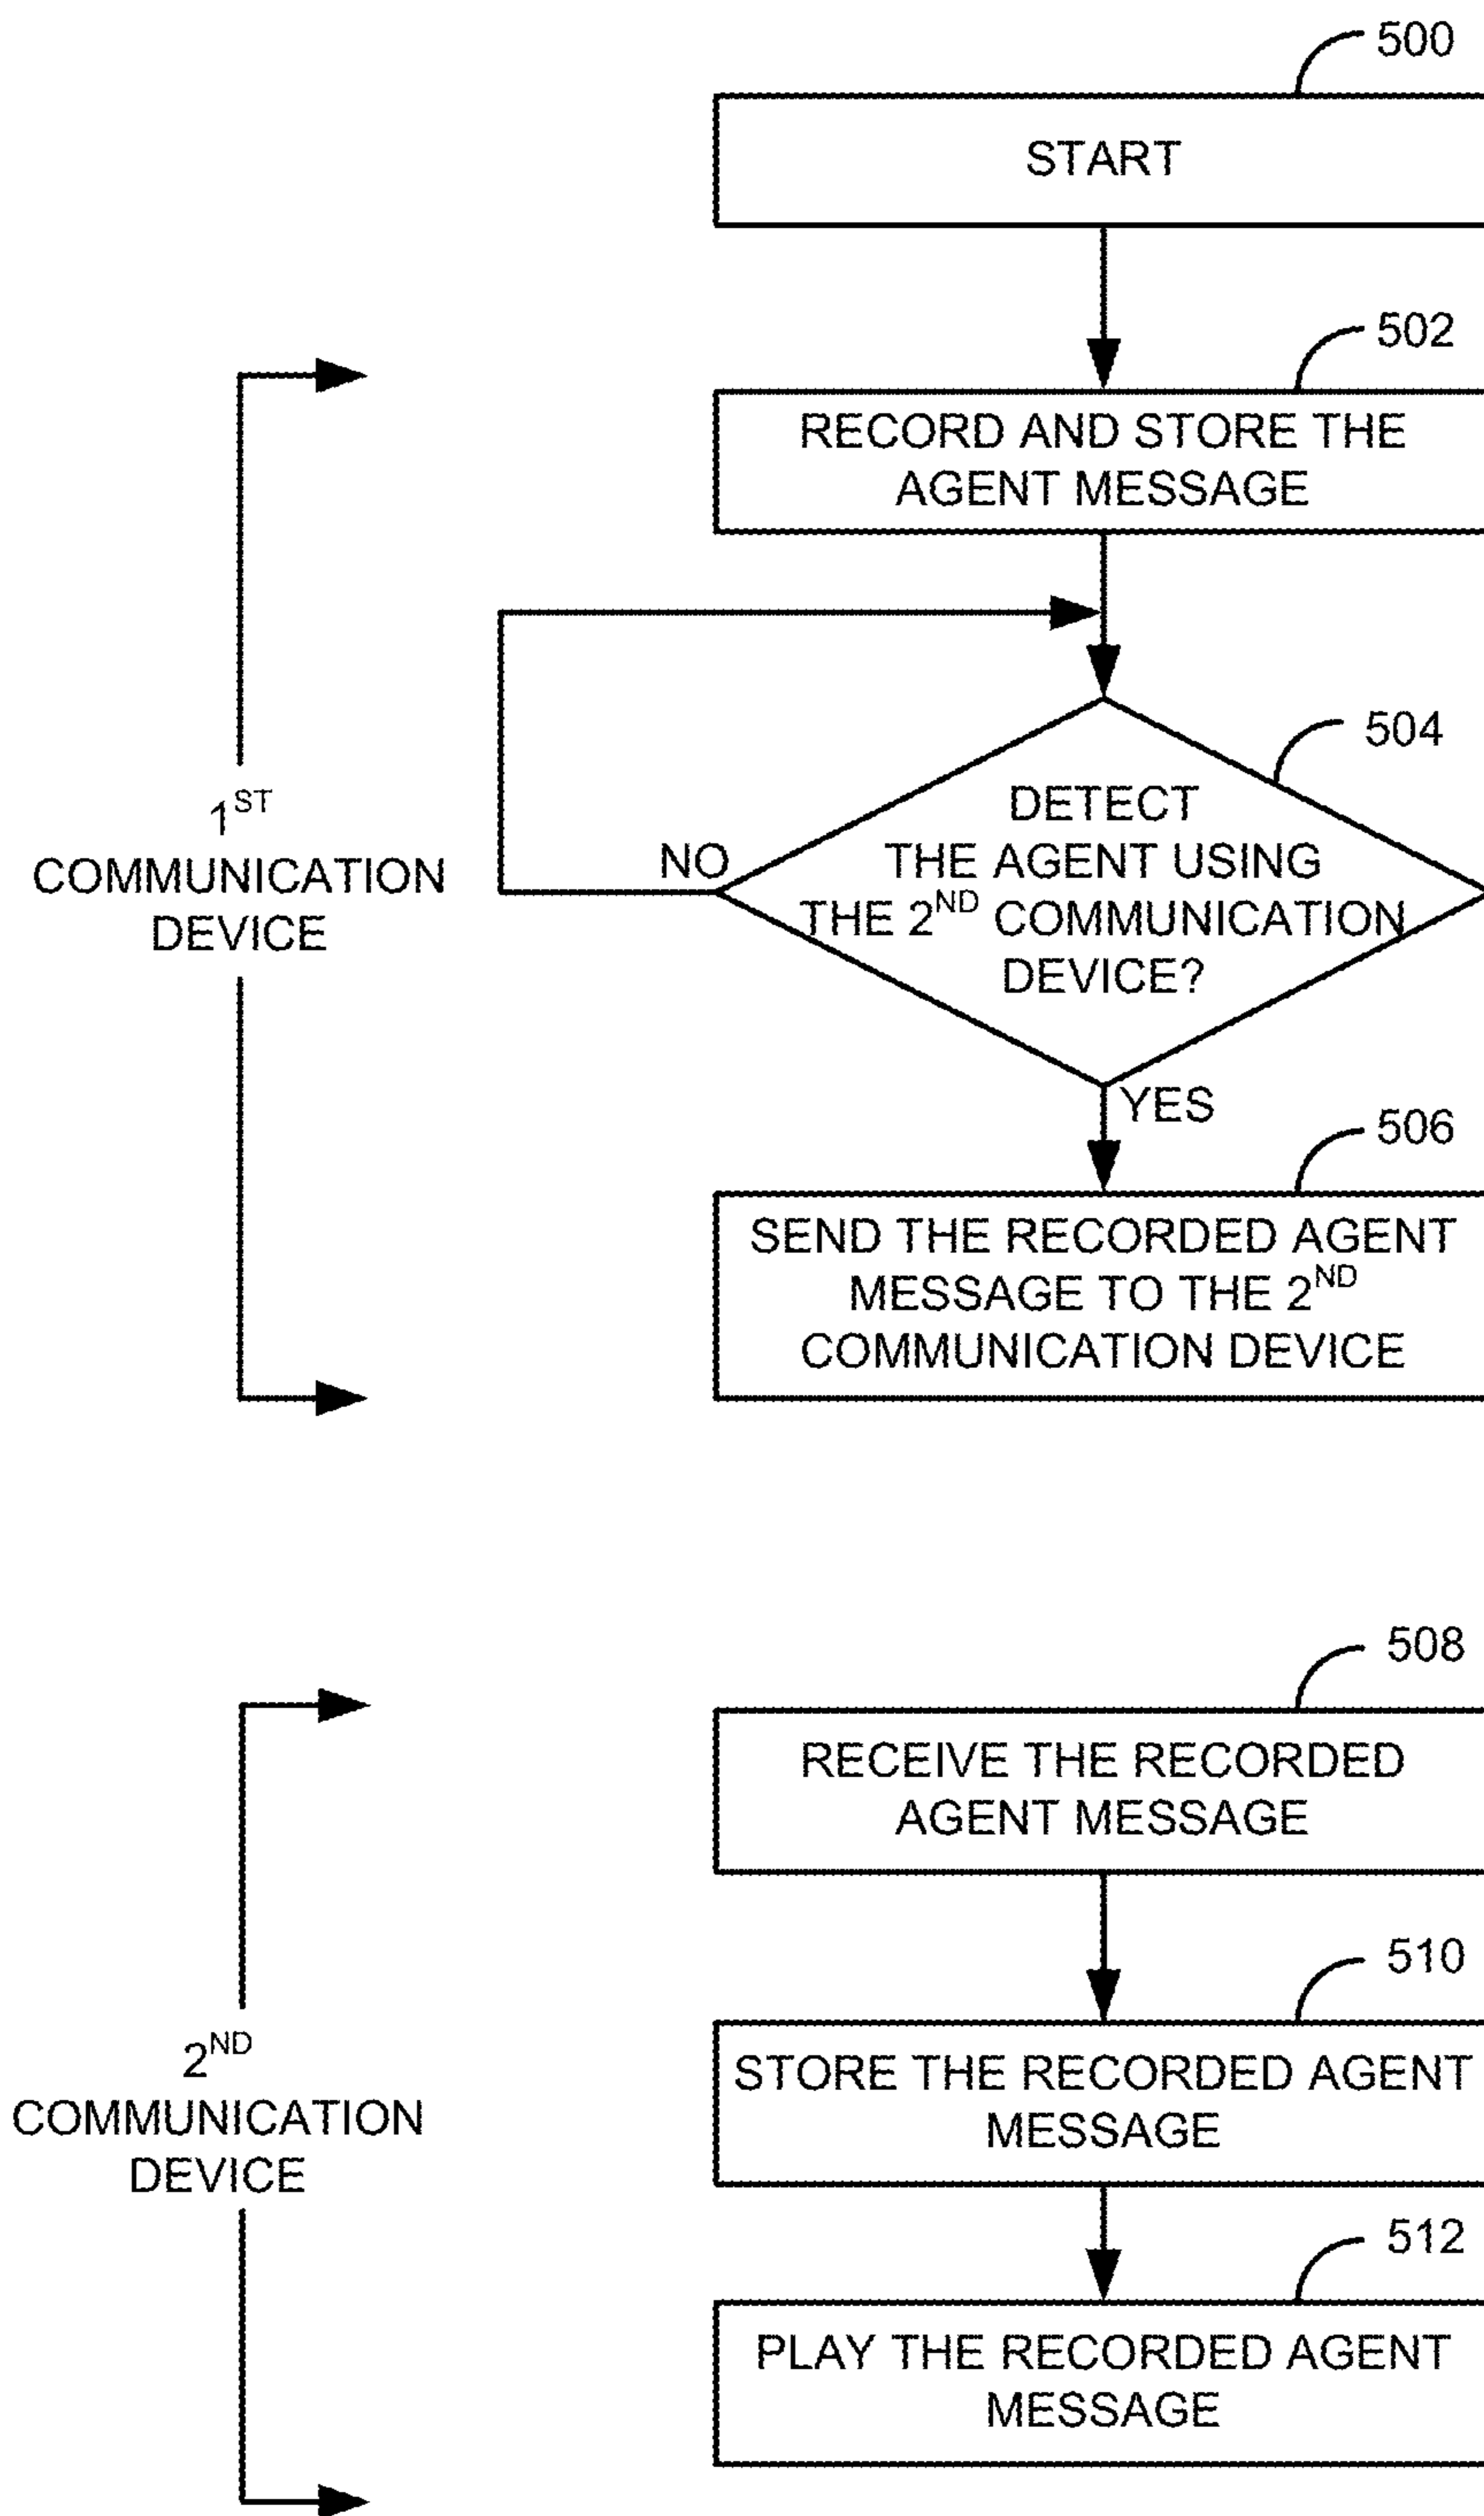 500
START
502
RECORD AND STORE THE
AGENT MESSAGE
504
DETECT
THE AGENT USING
THE 2ND COMMUNICATION
DEVICE?
NO
YES
1ST
COMMUNICATION
DEVICE
506
SEND THE RECORDED AGENT
MESSAGE TO THE 2ND
COMMUNICATION DEVICE
508
RECEIVE THE RECORDED
AGENT MESSAGE
510
STORE THE RECORDED AGENT
MESSAGE
2ND
COMMUNICATION
DEVICE
512
PLAY THE RECORDED AGENT
MESSAGE